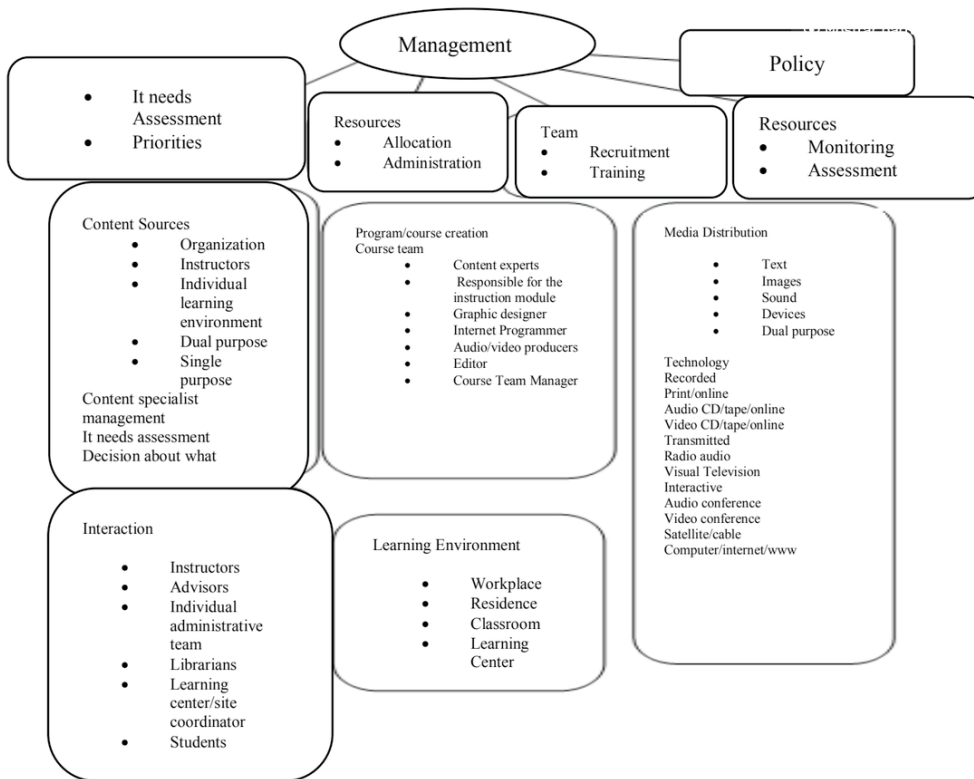 Management
Policy
• It needs
Assessment
• Priorities
Resources
• Allocation
• Administration
Team
• Recruitment
• Training
Resources
• Monitoring
• Assessment
Content Sources
• Organization
• Instructors
• Individual
learning
environment
• Dual purpose
• Single
purpose
Content specialist
management
It needs assessment
Decision about what
Program/course creation
Course team
• Content experts
• Responsible for the
instruction module
• Graphic designer
• Internet Programmer
• Audio/video producers
• Editor
• Course Team Manager
Media Distribution
• Text
• Images
• Sound
• Devices
• Dual purpose
Technology
Recorded
Print/online
Audio CD/tape/online
Video CD/tape/online
Transmitted
Radio audio
Visual Television
Interactive
Audio conference
Video conference
Satellite/cable
Computer/internet/www
Interaction
• Instructors
• Advisors
• Individual
administrative
team
• Librarians
• Learning
center/site
coordinator
• Students
Learning Environment
• Workplace
• Residence
• Classroom
• Learning
Center